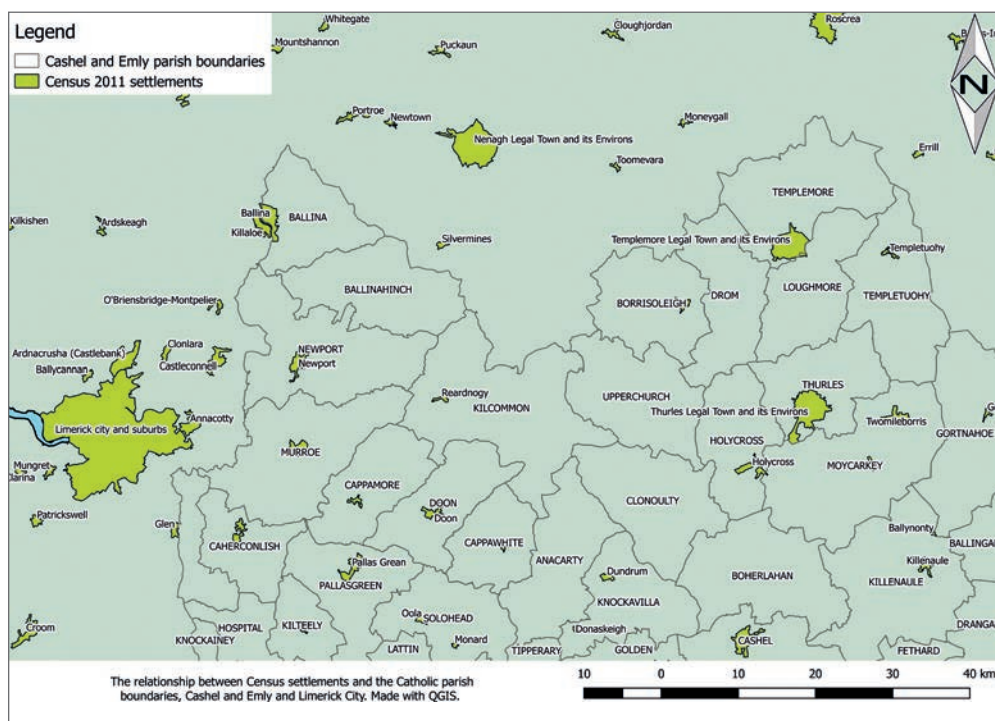 Legend
Cashel and Emly parish boundaries
Census 2011 settlements
Whitegate
Mountshannon
Puckaun
Cloughjordan
Roscrea
N
Portroe
Newtown
Nenagh Legal Town and its Environs
Moneygall
Toomevara
Errill
TEMPLEMORE
Kilkishen
Ardskeagh
Ballina
BALLINA
Killaloe
Silvermines
Templemore Legal Town and its Environs
Templetuohy
BALLINAHINCH
LOUGHMORE
DROM
TEMPLETUOHY
O'Briensbridge-Montpelier
BORRISOLEIGH
Ardnacrusha (Castlebank)
Clonlara
NEWPORT
Newport
Ballycannan
Castleconnell
THURLES
Reardnogy
KILCOMMON
UPPERCHURCH
Thurles Legal Town and its Environs
Twomileborris
Annacotty
Limerick city and suburbs
GORTNAHOE
HOLYCROSS
MURROE
Holycross
MOYCARKEY
Mungret
Clarina
CAPPAMORE
DOON
Doon
CLONOULTY
Patrickswell
Glen
CAHERCONLISH
CAPPAWHITE
Ballynonty
ANACARTY
BALLINGA
Pallas Grean
PALLASGREEN
Dundrum
BOHERLAHAN
Killenaule
KILLENAULE
KNOCKAVILLA
Oola
SOLOHEAD
Croom
HOSPITAL
KILTEELY
Donaskeigh
DRANGA
KNOCKAINEY
Monard
CASHEL
LATTIN
TIPPERARY
GOLDEN
FETHARD
The relationship between Census settlements and the Catholic parish
boundaries, Cashel and Emly and Limerick City. Made with QGIS.
10 0 10 20 30 40 km